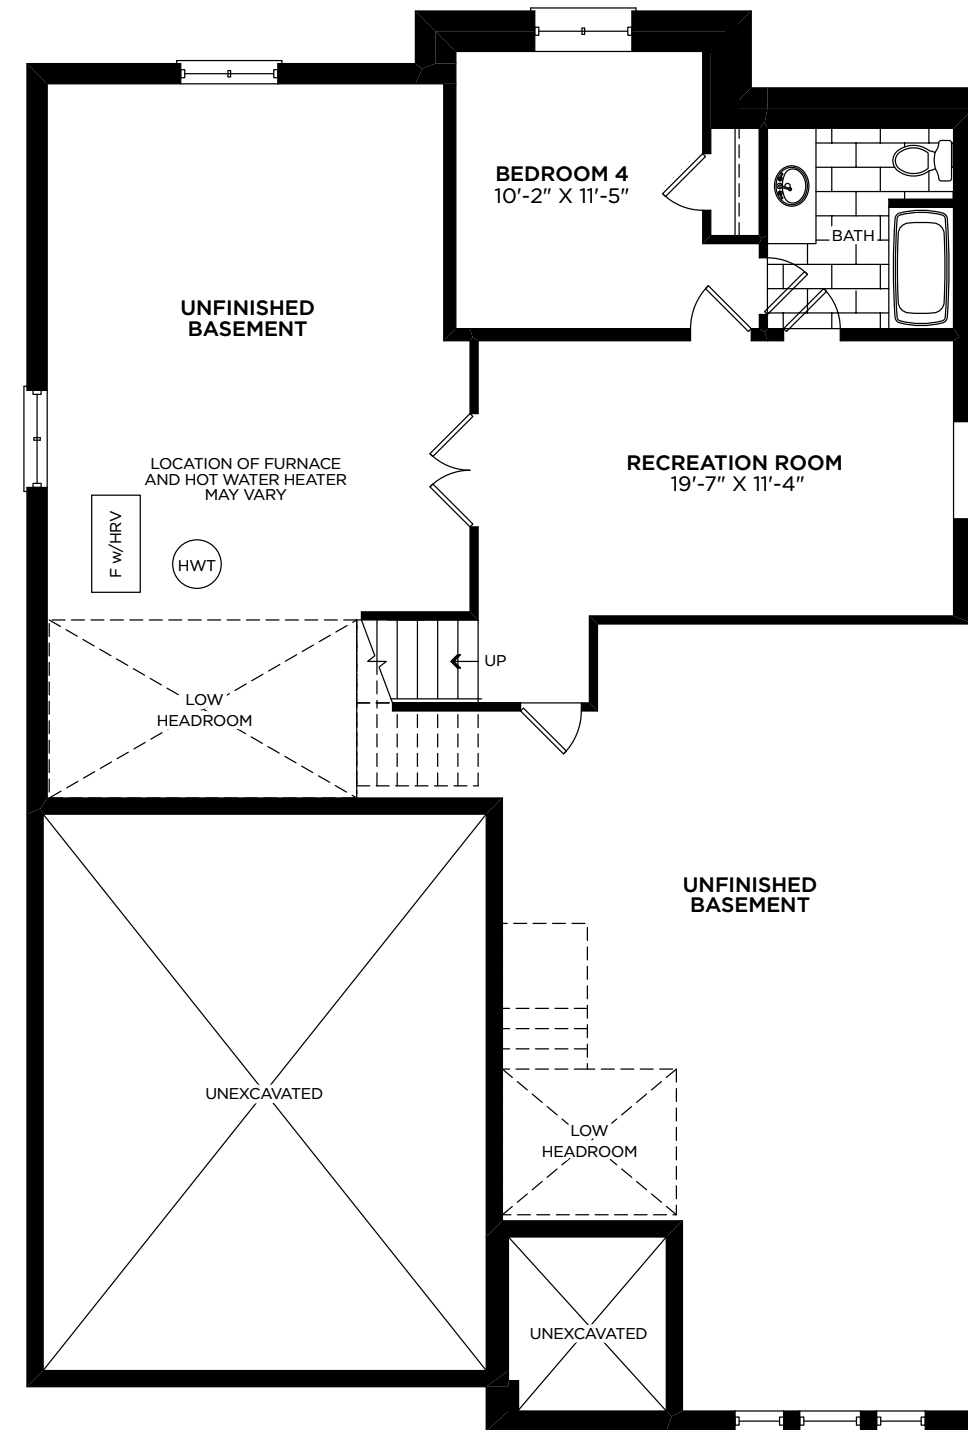 BEDROOM 4
10'-2" X 11'-5"
BATH
UNFINISHED
BASEMENT
LOCATION OF FURNACE
AND HOT WATER HEATER
MAY VARY
RECREATION ROOM
19'-7" X 11'-4"
F w/HRV
HWT
UP
LOW
HEADROOM
UNFINISHED
BASEMENT
UNEXCAVATED
LOW
HEADROOM
UNEXCAVATED